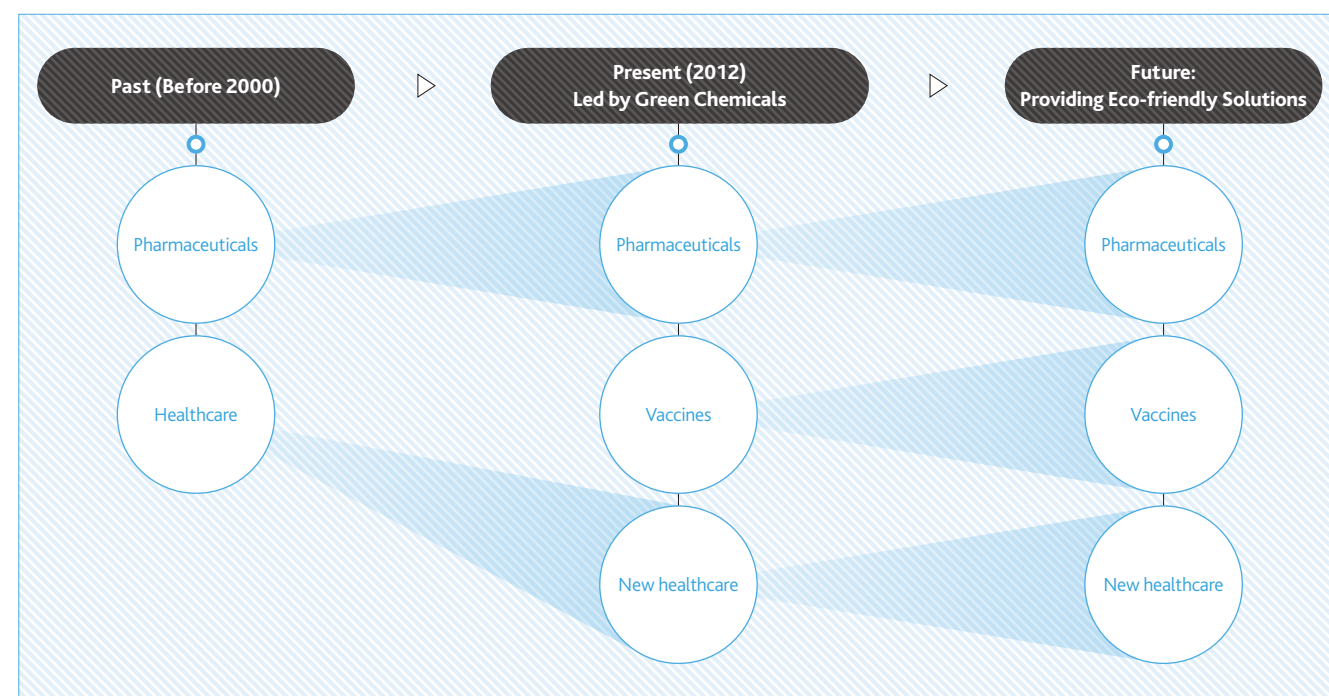 Past (Before 2000)
Present (2012)
Led by Green Chemicals
Future:
Providing Eco-friendly Solutions
Pharmaceuticals
Pharmaceuticals
Pharmaceuticals
Healthcare
Vaccines
Vaccines
New healthcare
New healthcare